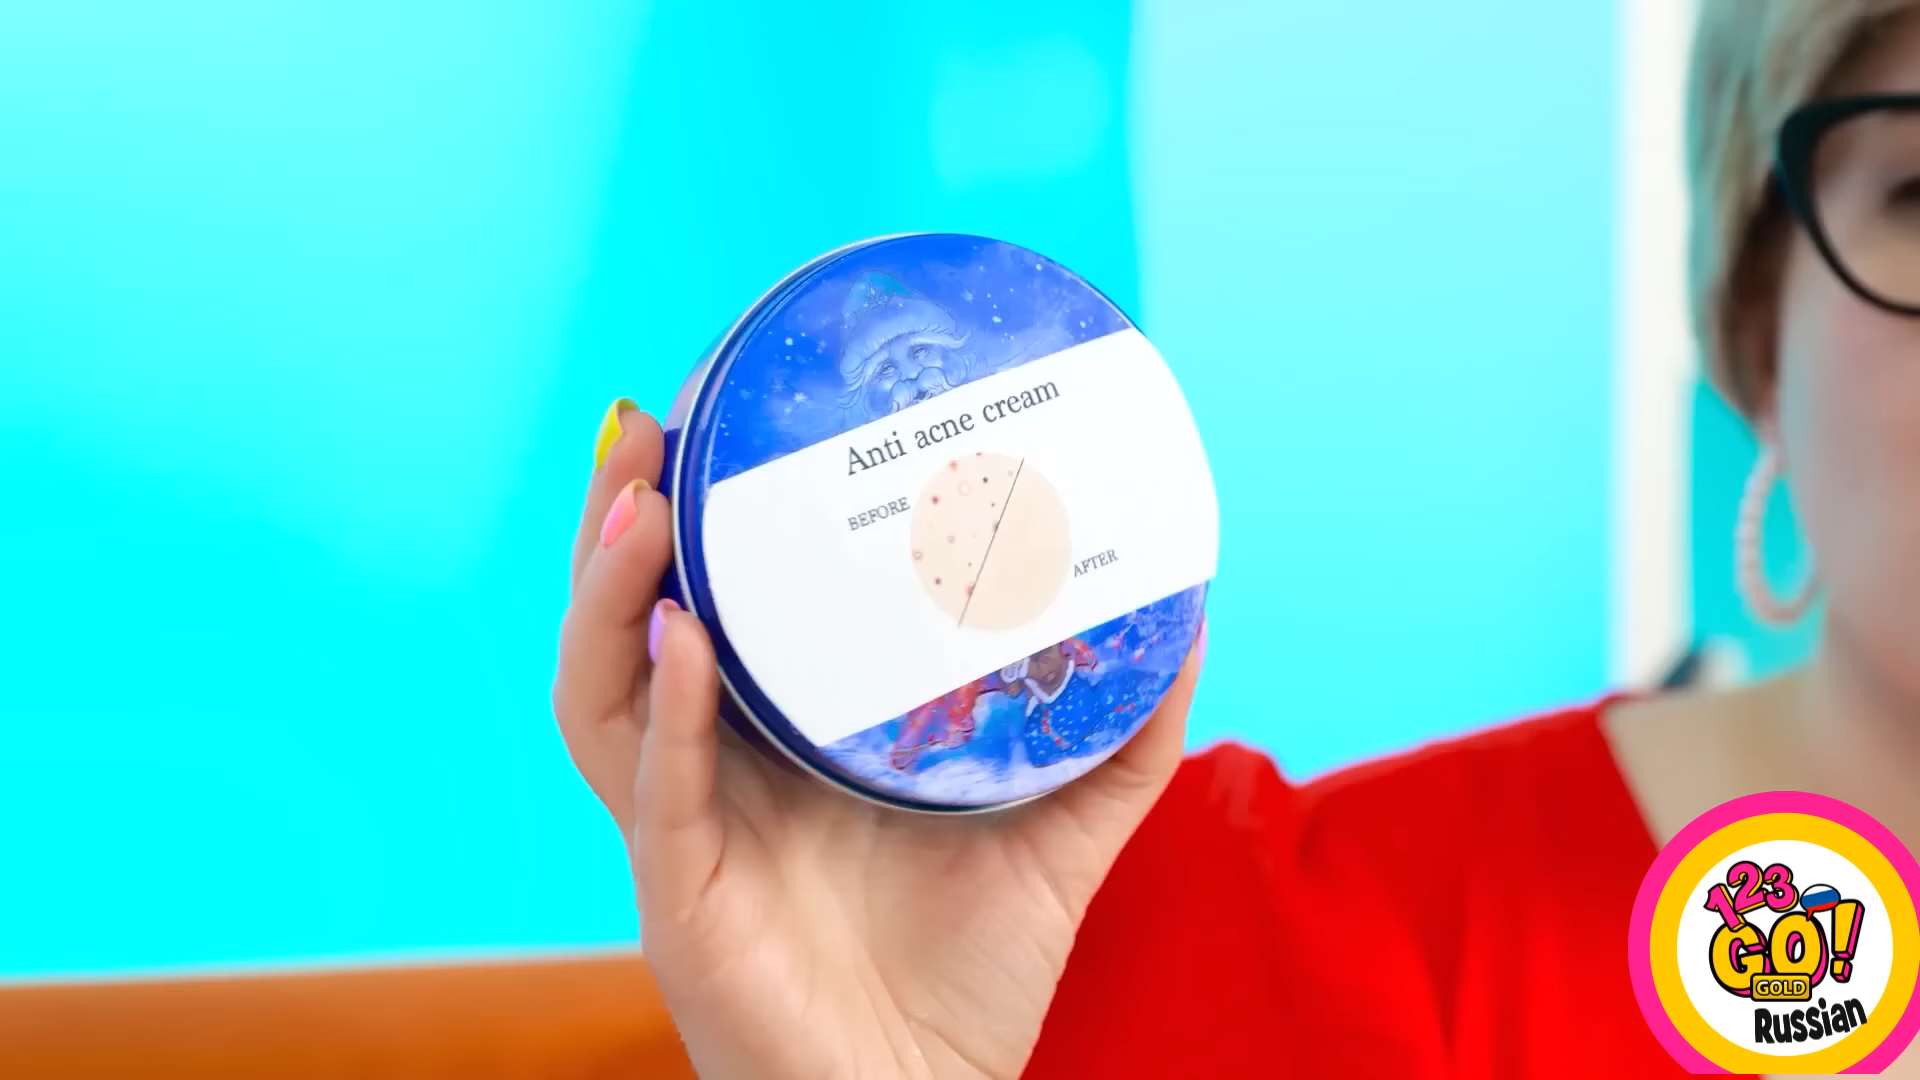 Anti acne cream
BEFORE
AFTER
123
GO!
GOLD
Russian